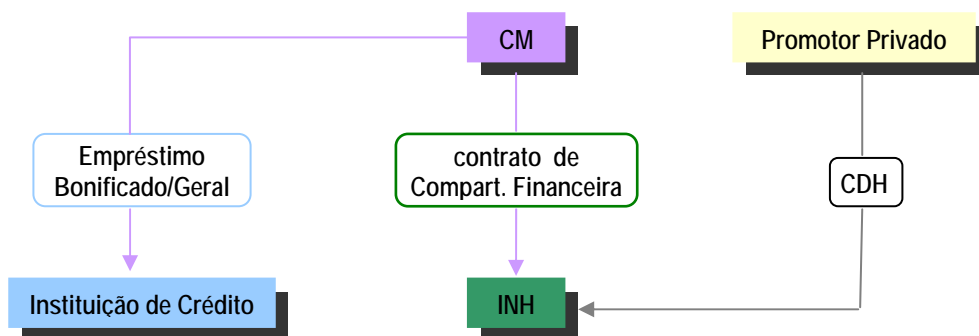 CM
Promotor Privado
Empréstimo
Bonificado/Geral
contrato de
Compart. Financeira
CDH
Instituição de Crédito
INH